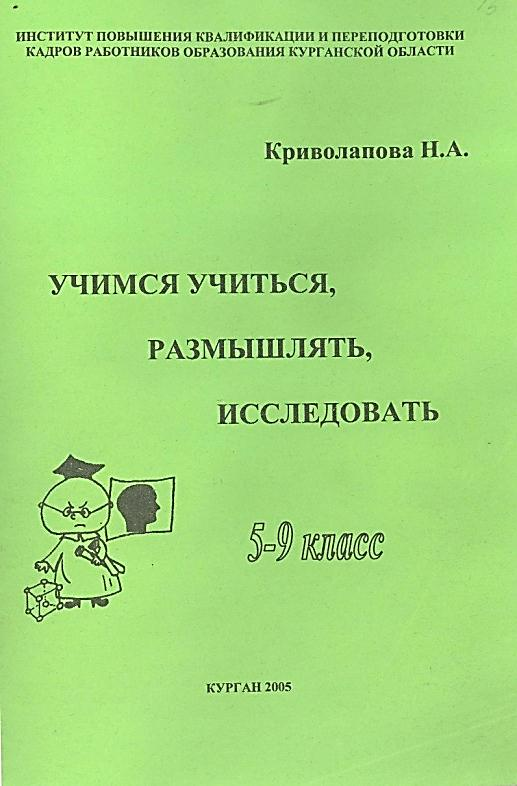 ИНСТИТУТ ПОВЫШЕНИЯ КВАЛИФИКАЦИИ И ПЕРЕПОДГОТОВКИ
КАДРОВ РАБОТНИКОВ ОБРАЗОВАНИЯ КУРГАНСКОЙ ОБЛАСТИ
Криволапова Н.А.
УЧИМСЯ УЧИТЬСЯ,
РАЗМЫШЛЯТЬ,
ИССЛЕДОВАТЬ
5-9 класс
КУРГАН 2005